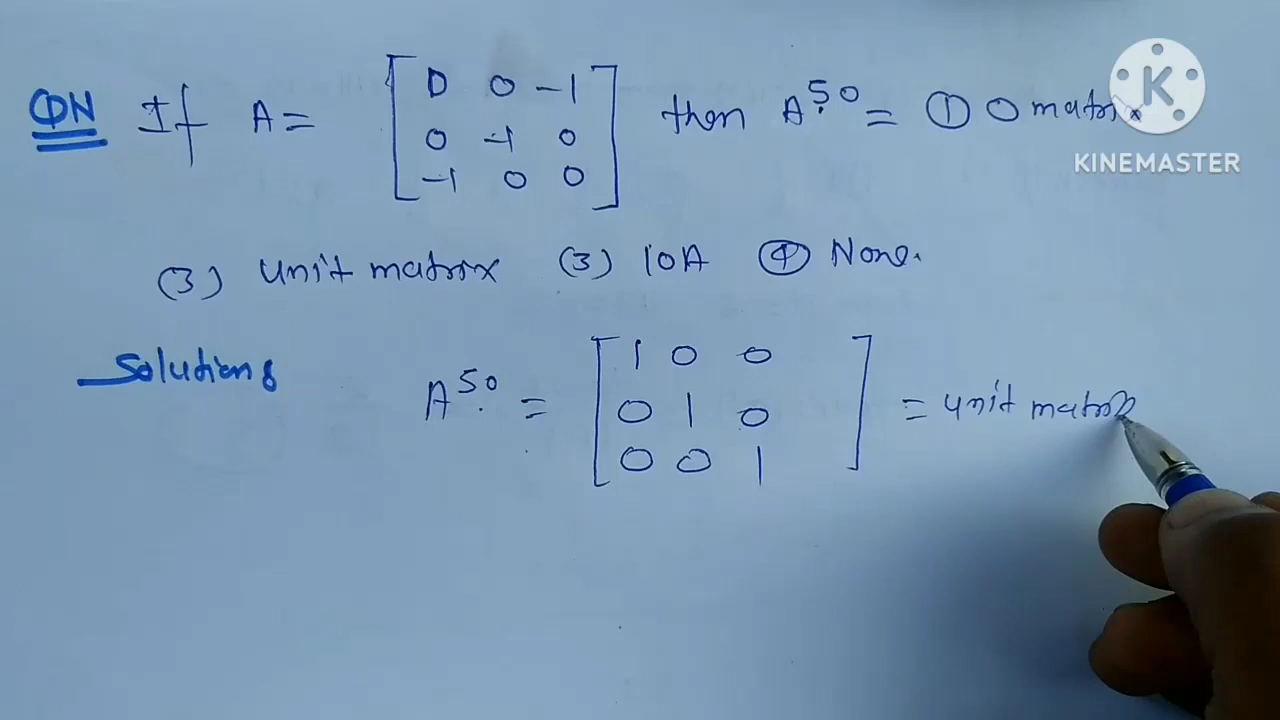 QN If A = [ 0 0 -1 ] then A^50 = ① 0 matrix
[ 0 -1 0 ]
[ -1 0 0 ]
K
KINEMASTER
(3) unit matrix (3) 10A ④ None.
Solution:
A^50 = [ 1 0 0 ] = unit matrix
[ 0 1 0 ]
[ 0 0 1 ]